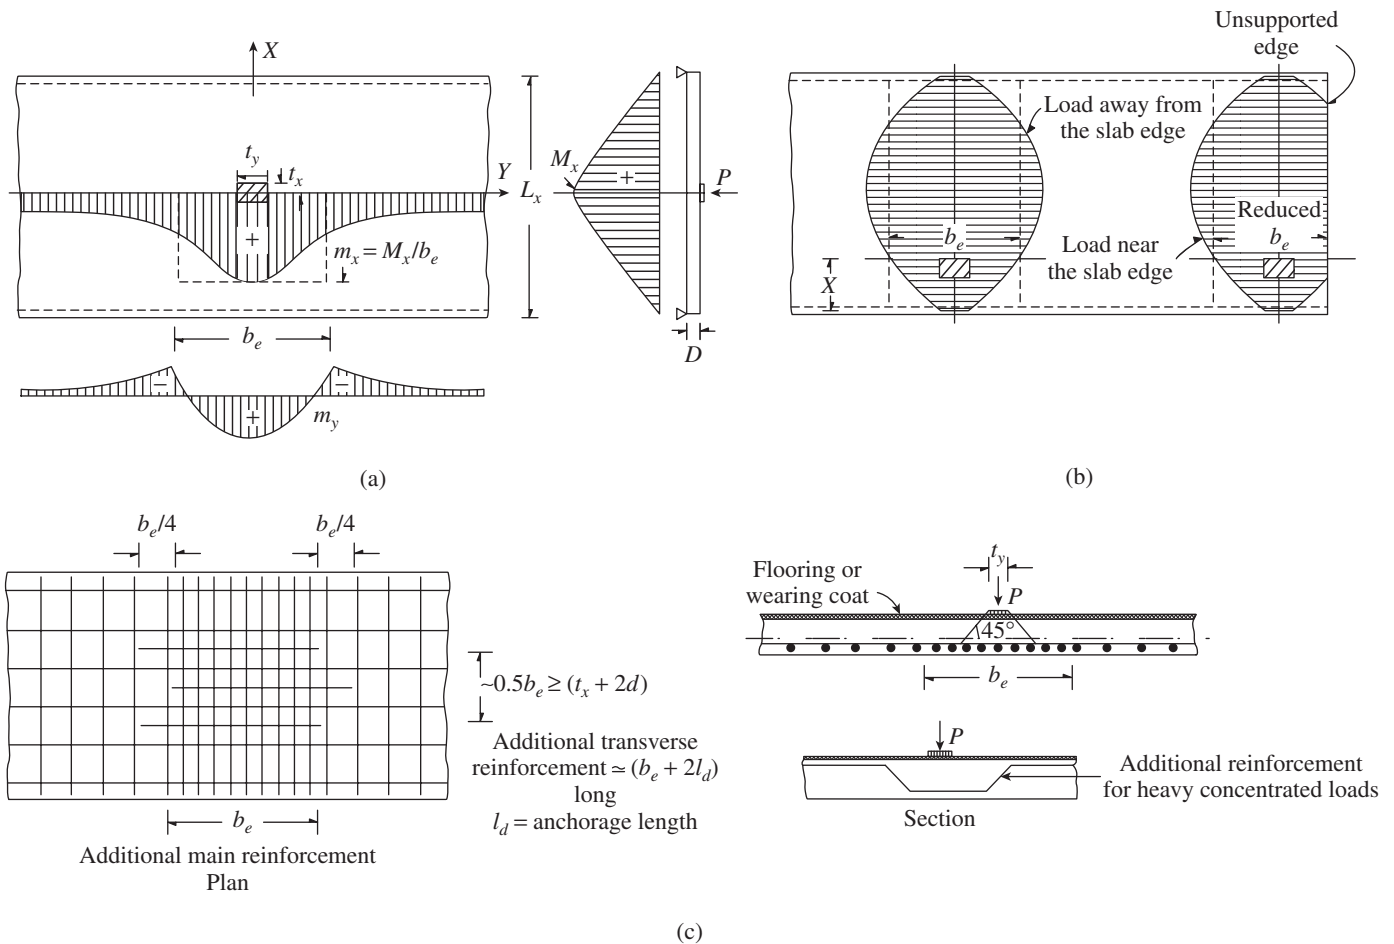 X
t_y
t_x
Y
L_x
+
m_x = M_x/b_e
b_e
−
−
+
m_y
M_x
+
P
D
(a)
Unsupported
edge
Load away from
the slab edge
Reduced
b_e
b_e
Load near
the slab edge
X
(b)
b_e/4
b_e/4
~0.5b_e ≥ (t_x + 2d)
Additional transverse
reinforcement ≃ (b_e + 2l_d)
long
l_d = anchorage length
b_e
Additional main reinforcement
Plan
t_y
Flooring or
wearing coat
P
45°
b_e
P
Additional reinforcement
for heavy concentrated loads
Section
(c)